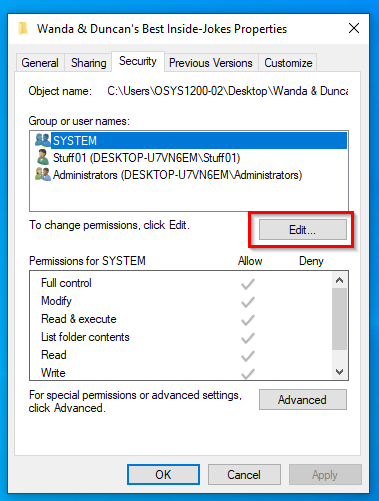 Wanda & Duncan's Best Inside-Jokes Properties
General Sharing Security Previous Versions Customize
Object name: C:\Users\OSYS1200-02\Desktop\Wanda & Dunca
Group or user names:
SYSTEM
Stuff01 (DESKTOP-U7VN6EM\Stuff01)
Administrators (DESKTOP-U7VN6EM\Administrators)
To change permissions, click Edit.
Edit...
Permissions for SYSTEM Allow Deny
Full control
Modify
Read & execute
List folder contents
Read
Write
For special permissions or advanced settings,
click Advanced.
Advanced
OK Cancel Apply